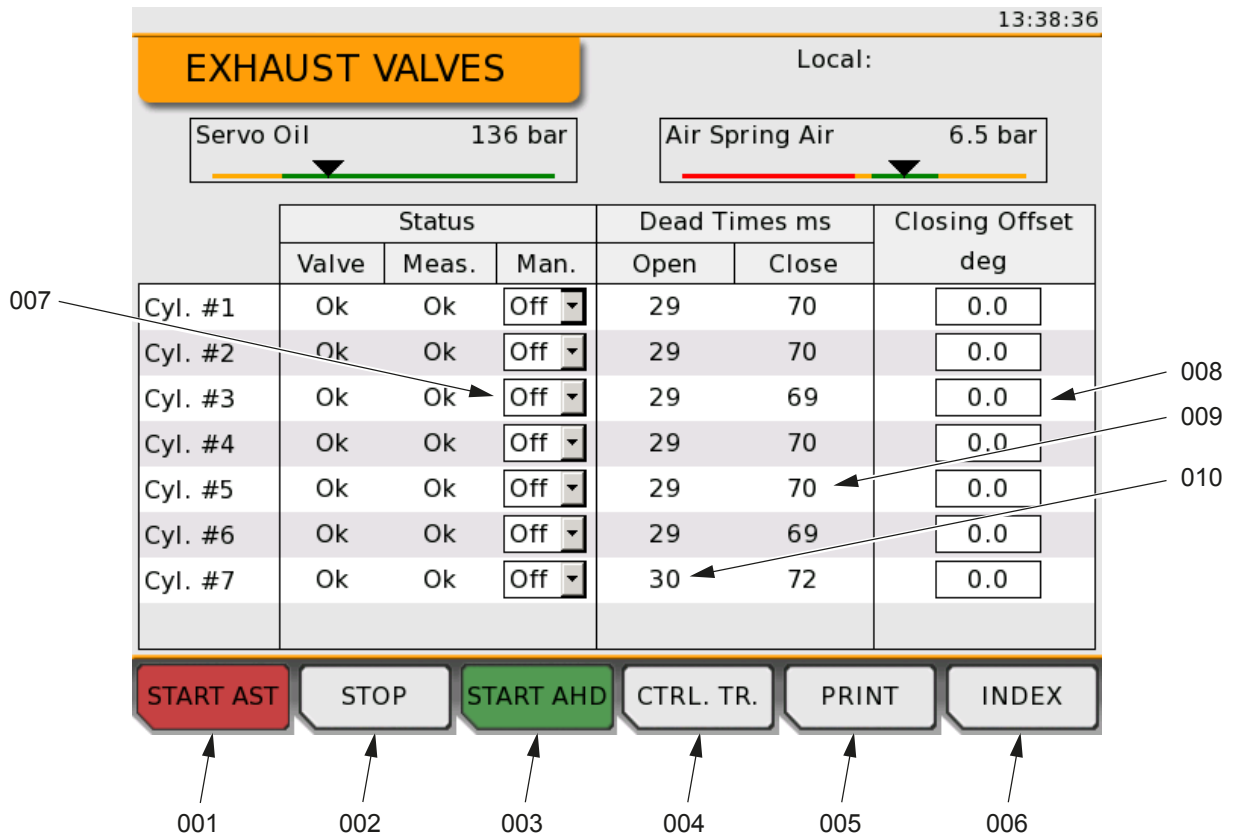 13:38:36
EXHAUST VALVES
Local:
Servo Oil 136 bar
Air Spring Air 6.5 bar
Status Dead Times ms Closing Offset
Valve Meas. Man. Open Close deg
007
Cyl. #1 Ok Ok Off 29 70 0.0
Cyl. #2 Ok Ok Off 29 70 0.0
008
Cyl. #3 Ok Ok Off 29 69 0.0
009
Cyl. #4 Ok Ok Off 29 70 0.0
010
Cyl. #5 Ok Ok Off 29 70 0.0
Cyl. #6 Ok Ok Off 29 69 0.0
Cyl. #7 Ok Ok Off 30 72 0.0
START AST STOP START AHD CTRL. TR. PRINT INDEX
001 002 003 004 005 006